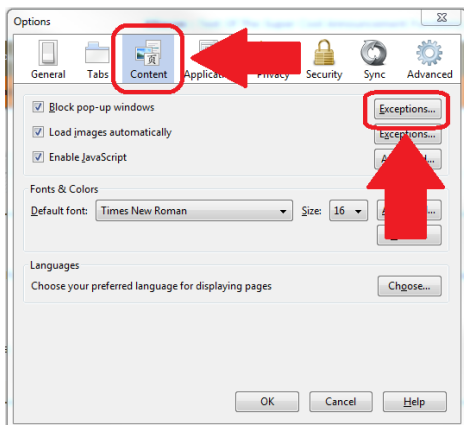 Options
General Tabs Content Privacy Security Sync Advanced
Block pop-up windows Exceptions...
Load images automatically Exceptions...
Enable JavaScript
Fonts & Colors
Default font: Times New Roman Size: 16
Languages
Choose your preferred language for displaying pages Choose...
OK Cancel Help